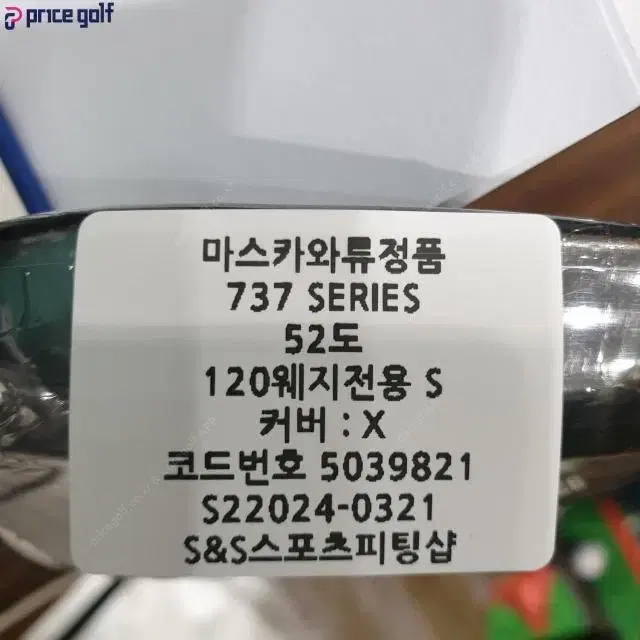 price golf
마스카와류정품
737 SERIES
52도
120웨지전용 S
커버 : X
코드번호 5039821
S22024-0321
S&S스포츠피팅샵